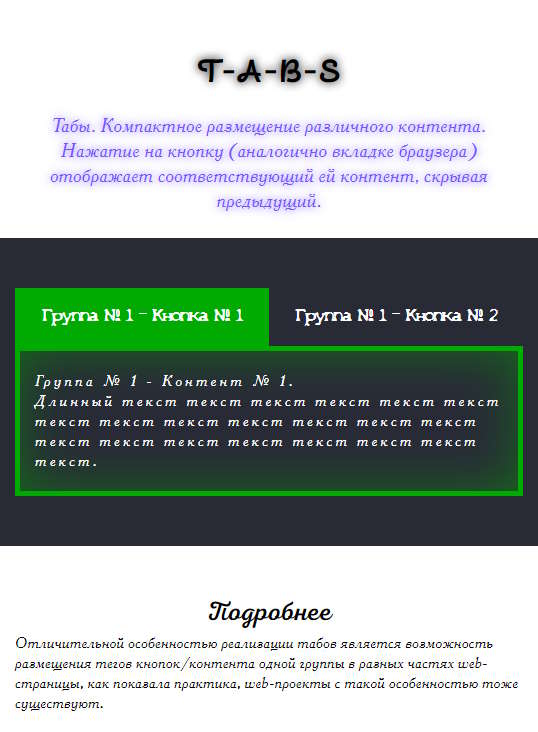 T-A-B-S
Табы. Компактное размещение различного контента.
Нажатие на кнопку (аналогично вкладке браузера)
отображает соответствующий ей контент, скрывая
предыдущий.
Группа № 1 - Кнопка № 1
Группа № 1 - Кнопка № 2
Группа № 1 - Контент № 1.
Длинный текст текст текст текст текст текст
текст текст текст текст текст текст текст
текст текст текст текст текст текст текст
текст.
Подробнее
Отличительной особенностью реализации табов является возможность
размещения тегов кнопок/контента одной группы в разных частях web-
страницы, как показала практика, web-проекты с такой особенностью тоже
существуют.